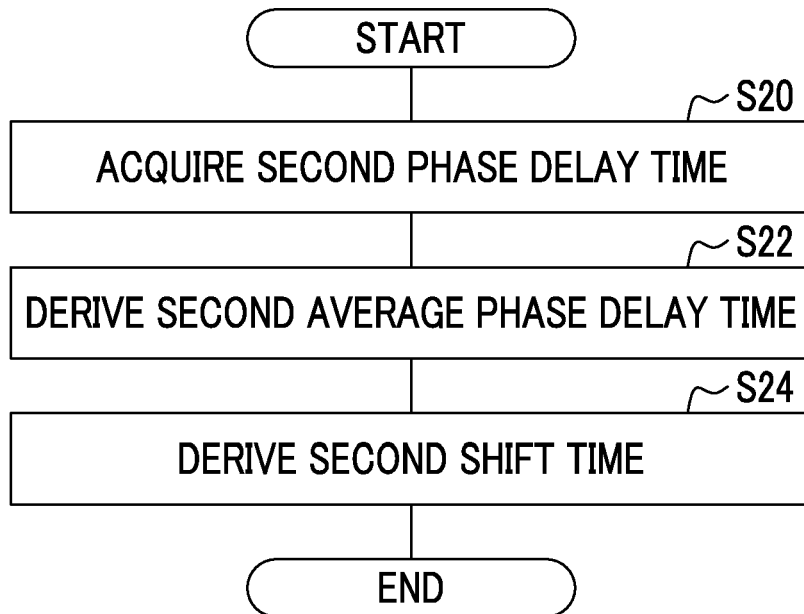 START
S20
ACQUIRE SECOND PHASE DELAY TIME
S22
DERIVE SECOND AVERAGE PHASE DELAY TIME
S24
DERIVE SECOND SHIFT TIME
END